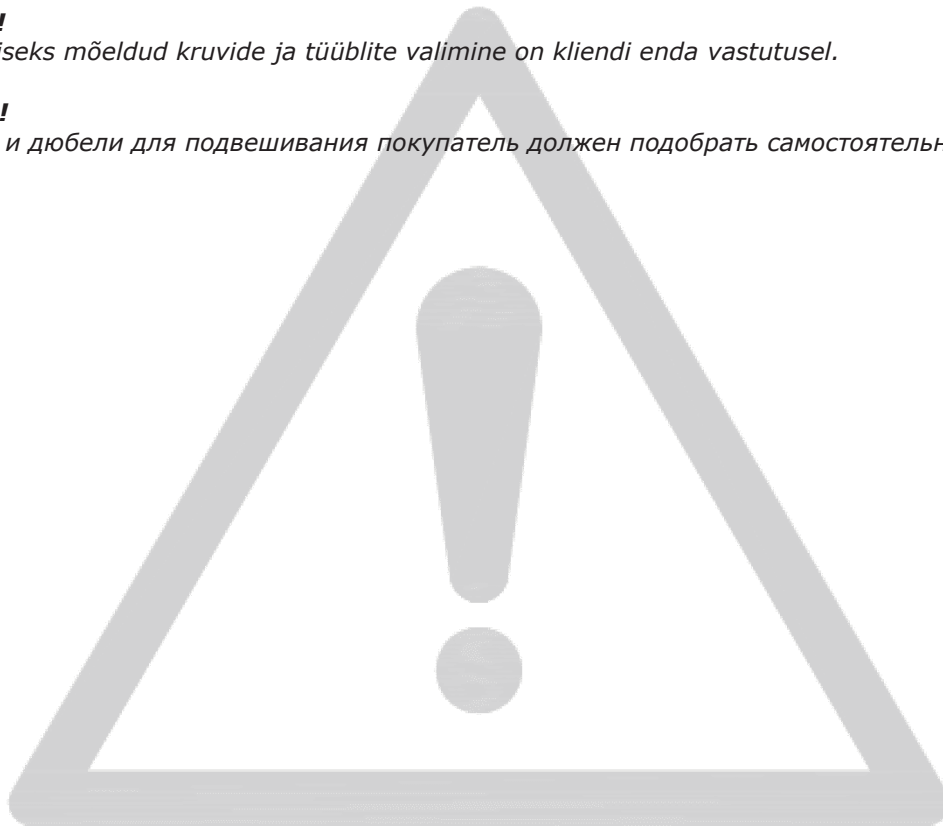 !
iseks mõeldud kruvide ja tüüblite valimine on kliendi enda vastutusel.
!
и дюбели для подвешивания покупатель должен подобрать самостоятельн